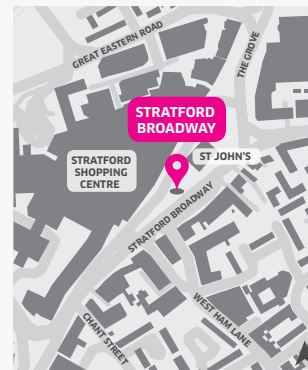 GREAT EASTERN ROAD
THE GROVE
STRATFORD
BROADWAY
ST JOHN'S
STRATFORD
SHOPPING
CENTRE
STRATFORD BROADWAY
WEST HAM LANE
CHANT STREET